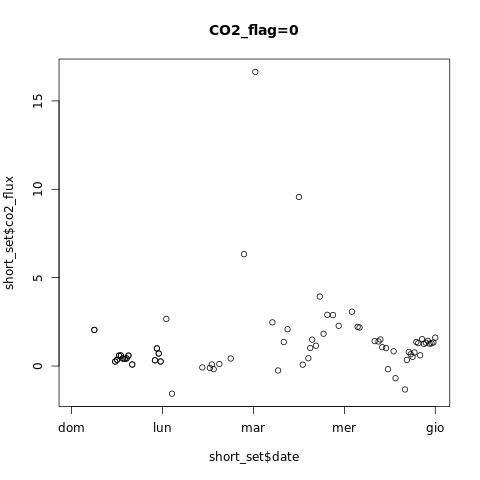 CO2_flag=0
short_set$co2_flux
15
10
5
0
dom lun mar mer gio
short_set$date